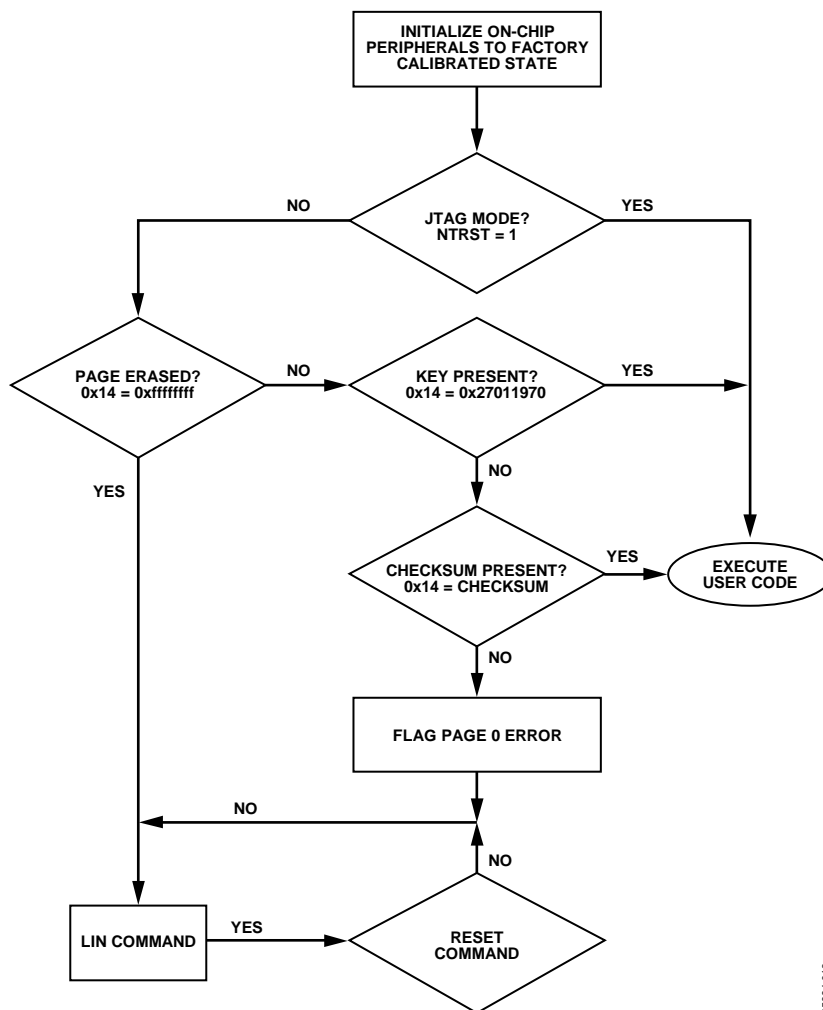 INITIALIZE ON-CHIP
PERIPHERALS TO FACTORY
CALIBRATED STATE
NO
JTAG MODE?
NTRST = 1
YES
PAGE ERASED?
0x14 = 0xffffffff
NO
KEY PRESENT?
0x14 = 0x27011970
YES
YES
NO
CHECKSUM PRESENT?
0x14 = CHECKSUM
YES
EXECUTE
USER CODE
NO
FLAG PAGE 0 ERROR
NO
NO
LIN COMMAND
YES
RESET
COMMAND